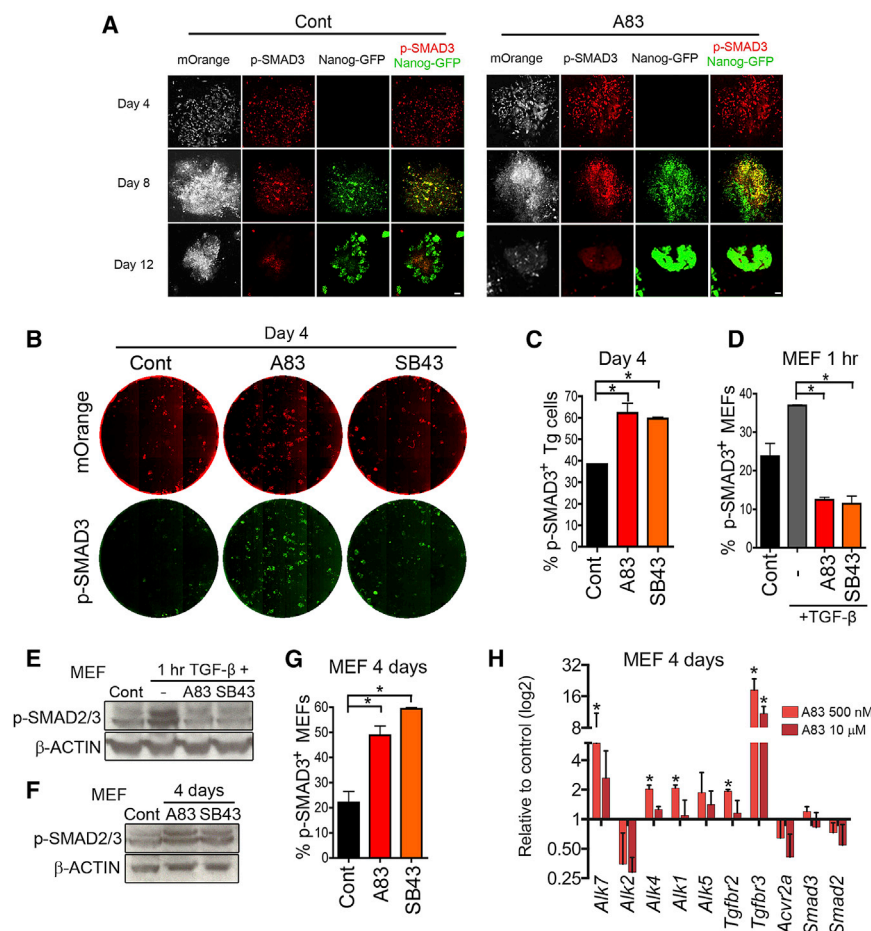 A
Cont
A83
mOrange p-SMAD3 Nanog-GFP p-SMAD3 Nanog-GFP
mOrange p-SMAD3 Nanog-GFP p-SMAD3 Nanog-GFP
Day 4
Day 8
Day 12
B
Day 4
Cont A83 SB43
mOrange
p-SMAD3
C
Day 4
% p-SMAD3+ Tg cells
70
60
50
40
30
20
10
0
* *
Cont A83 SB43
D
MEF 1 hr
% p-SMAD3+ MEFs
40
30
20
10
0
* *
Cont - A83 SB43
+TGF-β
E
MEF 1 hr TGF-β +
Cont - A83 SB43
p-SMAD2/3
β-ACTIN
F
MEF 4 days
Cont A83 SB43
p-SMAD2/3
β-ACTIN
G
MEF 4 days
% p-SMAD3+ MEFs
60
50
40
30
20
10
0
* *
Cont A83 SB43
H
MEF 4 days
Relative to control (log2)
32
16
8
4
2
1
0.50
0.25
A83 500 nM
A83 10 μM
* * * * * *
Alk7 Alk2 Alk4 Alk1 Alk5 Tgfbr2 Tgfbr3 Acvr2a Smad3 Smad2